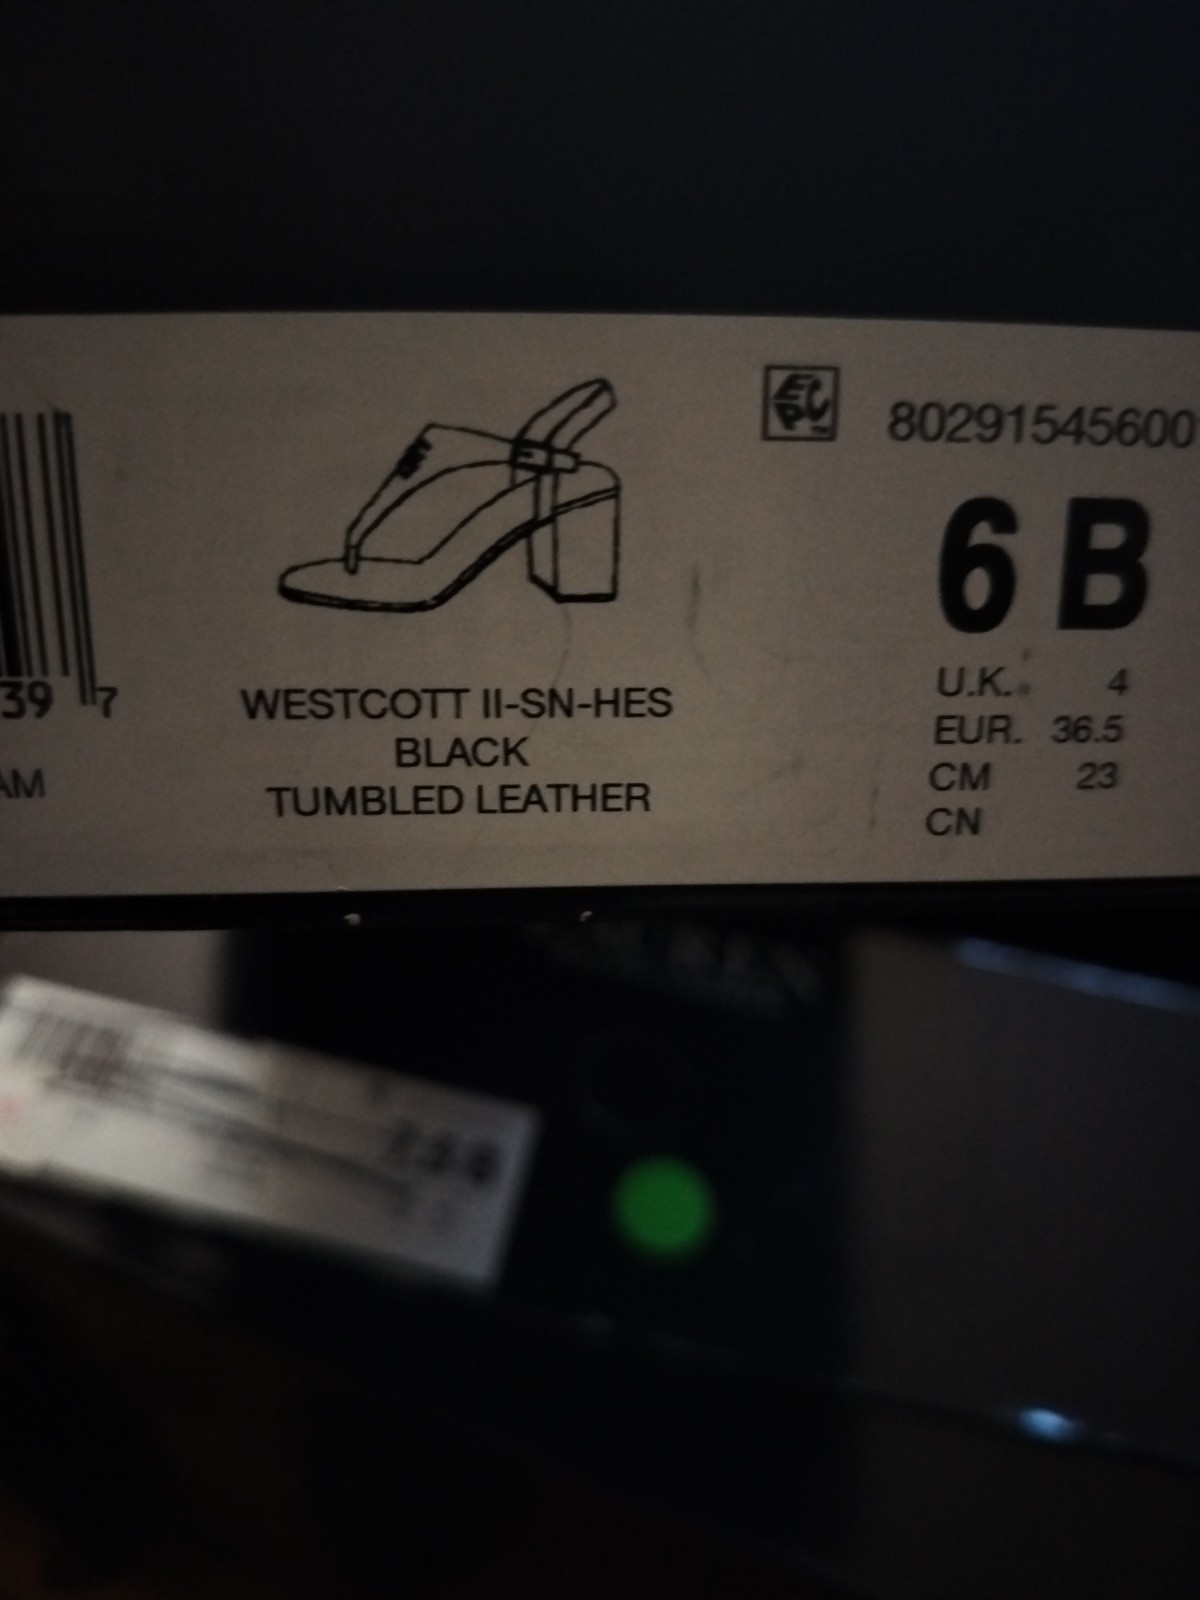 80291545600
6 B
U.K. 4
EUR. 36.5
CM 23
CN
39 7
AM
WESTCOTT II-SN-HES
BLACK
TUMBLED LEATHER